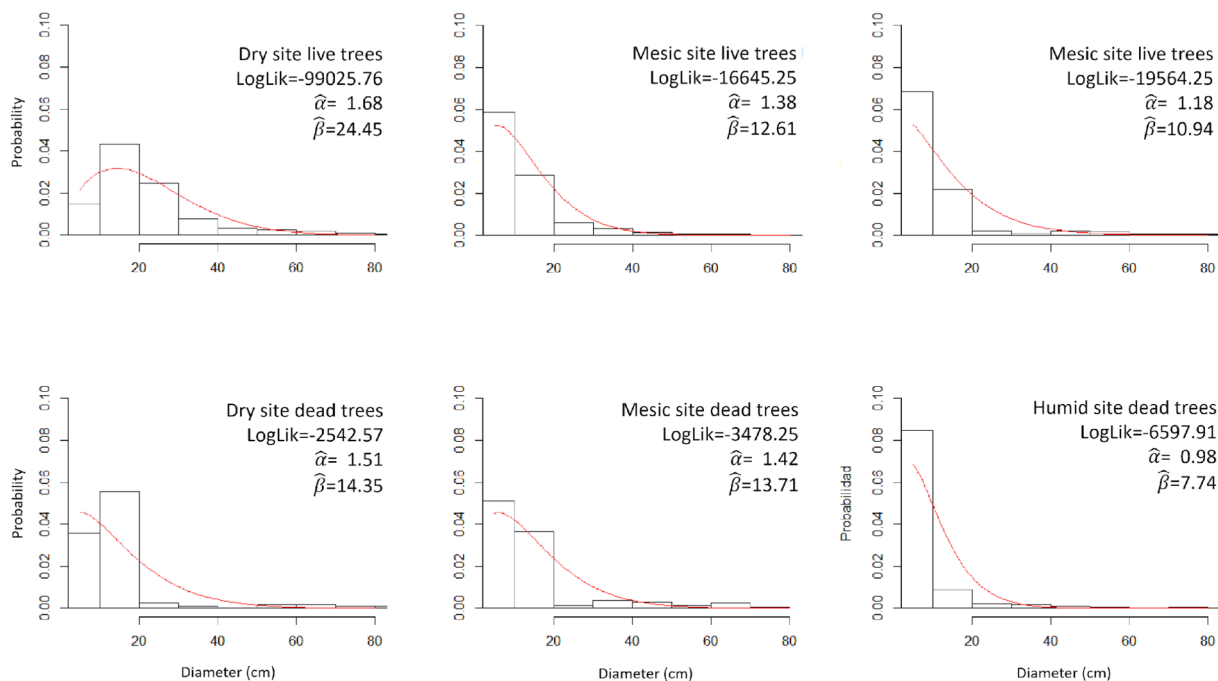 Probability
0.00 0.02 0.04 0.06 0.08 0.10
Dry site live trees
LogLik=-99025.76
α̂= 1.68
β̂=24.45
20 40 60 80
0.00 0.02 0.04 0.06 0.08 0.10
Mesic site live trees
LogLik=-16645.25
α̂= 1.38
β̂=12.61
20 40 60 80
0.00 0.02 0.04 0.06 0.08 0.10
Mesic site live trees
LogLik=-19564.25
α̂= 1.18
β̂=10.94
20 40 60 80
Probability
0.00 0.02 0.04 0.06 0.08 0.10
Dry site dead trees
LogLik=-2542.57
α̂= 1.51
β̂=14.35
20 40 60 80
Diameter (cm)
0.00 0.02 0.04 0.06 0.08 0.10
Mesic site dead trees
LogLik=-3478.25
α̂= 1.42
β̂=13.71
20 40 60 80
Diameter (cm)
Probabilidad
0.00 0.02 0.04 0.06 0.08 0.10
Humid site dead trees
LogLik=-6597.91
α̂= 0.98
β̂=7.74
20 40 60 80
Diameter (cm)